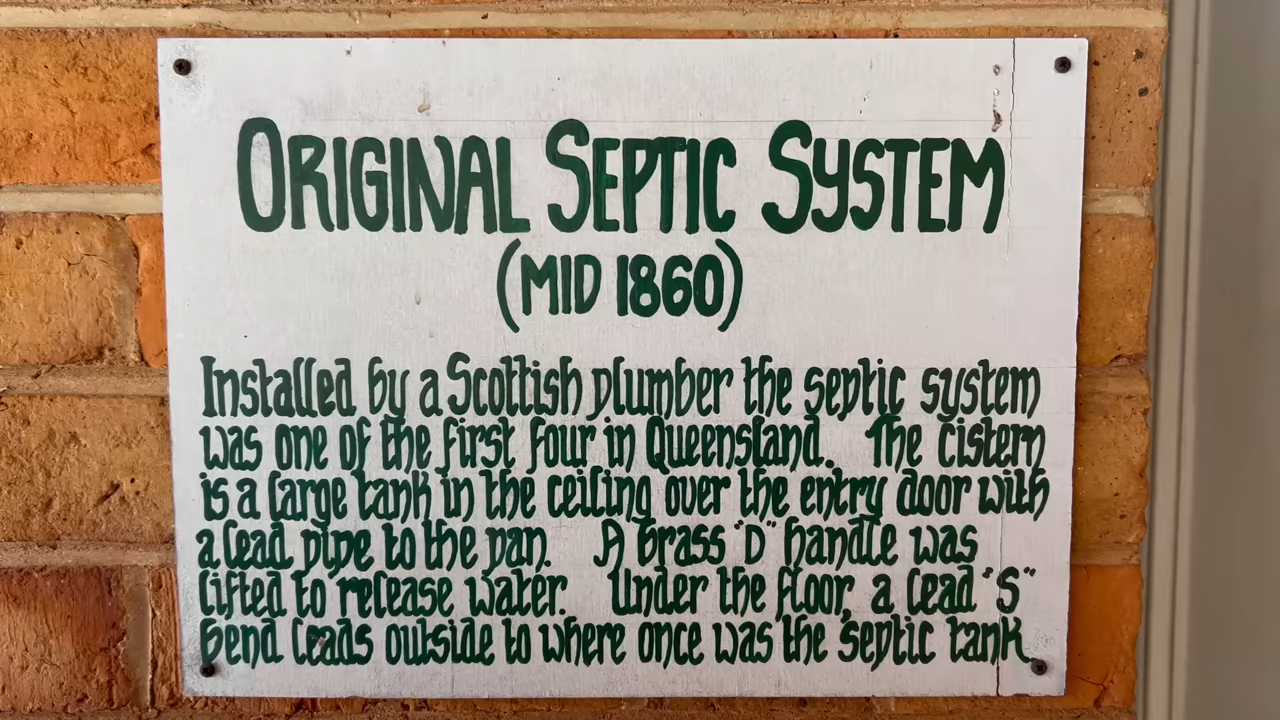 ORIGINAL SEPTIC SYSTEM
(MID 1860)
Installed by a Scottish plumber the septic system
was one of the first four in Queensland. The cistern
is a large tank in the ceiling over the entry door with
a lead pipe to the pan. A brass "D" handle was
lifted to release water. Under the floor, a lead "S"
bend leads outside to where once was the septic tank.